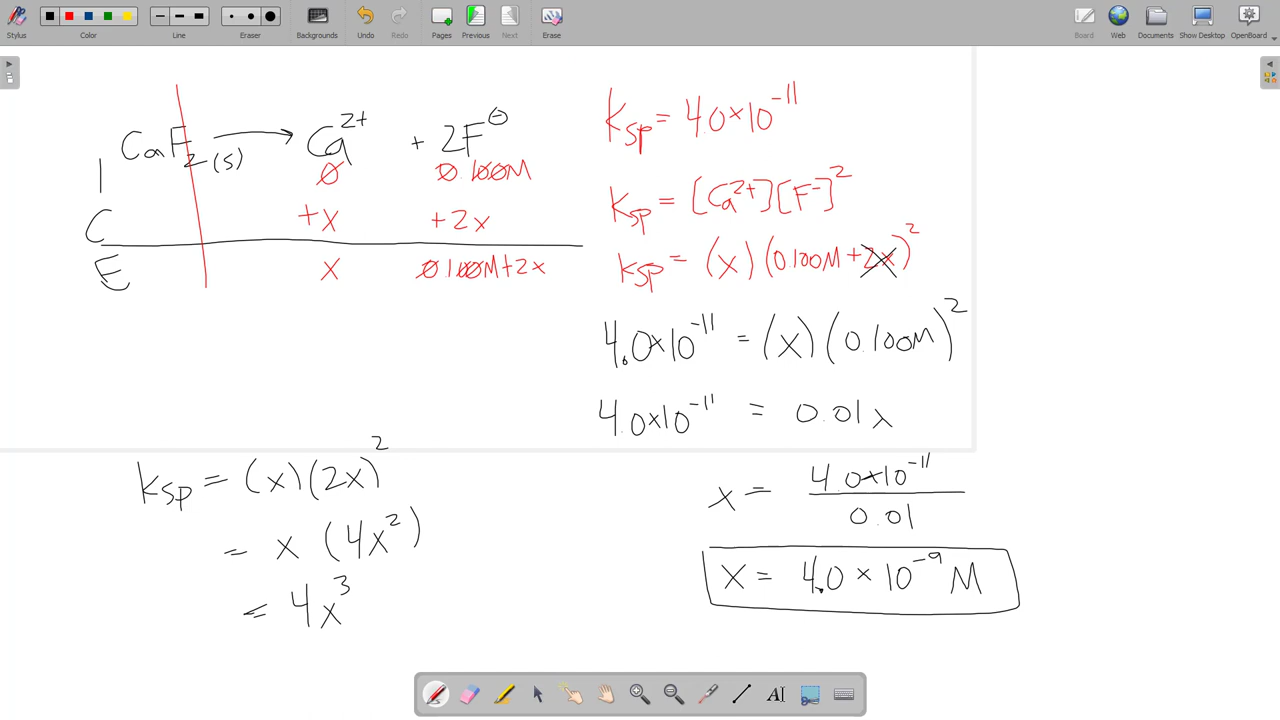 Stylus Color Line Eraser Backgrounds Undo Redo Pages Previous Next Erase Board Web Documents Show Desktop OpenBoard
CaF₂(s) → Ca²⁺ + 2F⊖
I 0 0.100M
C +x +2x
E x 0.100M+2x
Ksp = 4.0×10⁻¹¹
Ksp = [Ca²⁺][F⁻]²
Ksp = (x)(0.100M+2x)²
4.0×10⁻¹¹ = (x)(0.100M)²
4.0×10⁻¹¹ = 0.01x
x = 4.0×10⁻¹¹ / 0.01
x = 4.0 × 10⁻⁹ M
Ksp = (x)(2x)²
= x (4x²)
= 4x³